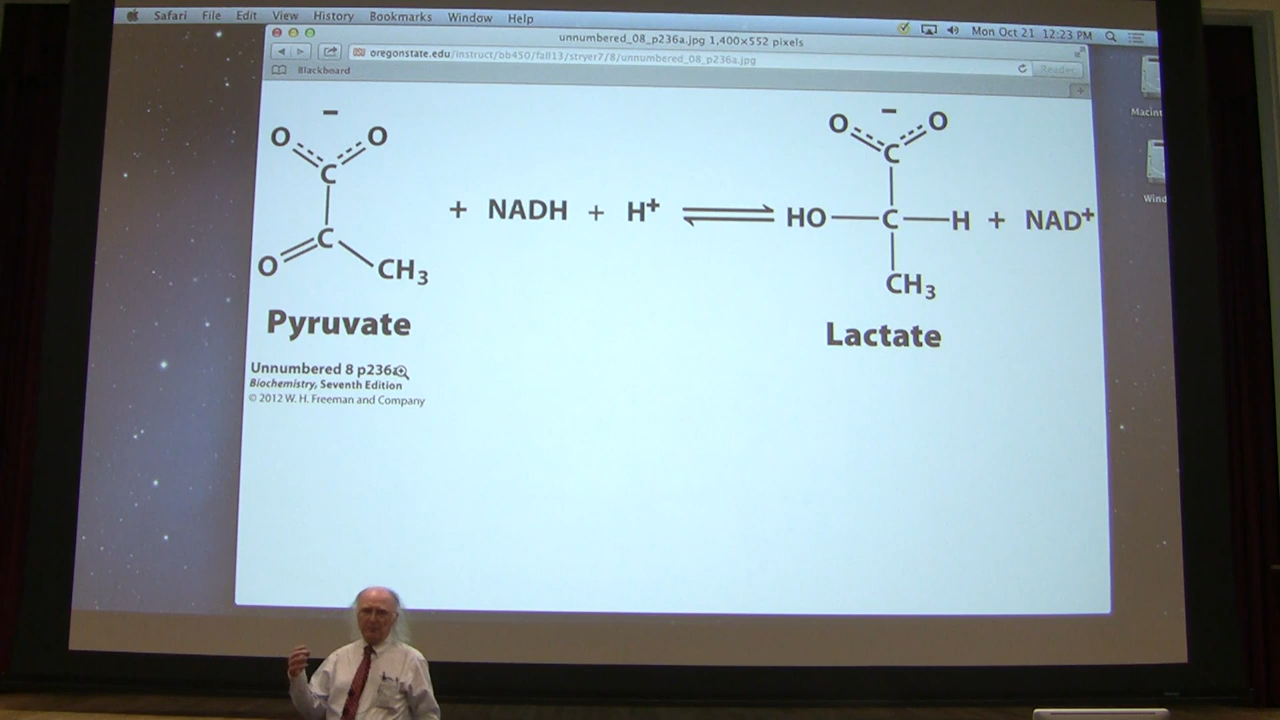 Safari File Edit View History Bookmarks Window Help Mon Oct 21 12:23 PM
unnumbered_08_p236a.jpg 1,400×552 pixels
oregonstate.edu/instruct/bb450/fall13/stryer7/8/unnumbered_08_p236a.jpg Reader
Blackboard
Macint
Wind
− −
O O O O
C C
+ NADH + H⁺ ⇌ HO C H + NAD⁺
C
O CH₃ CH₃
Pyruvate Lactate
Unnumbered 8 p236a
Biochemistry, Seventh Edition
© 2012 W. H. Freeman and Company